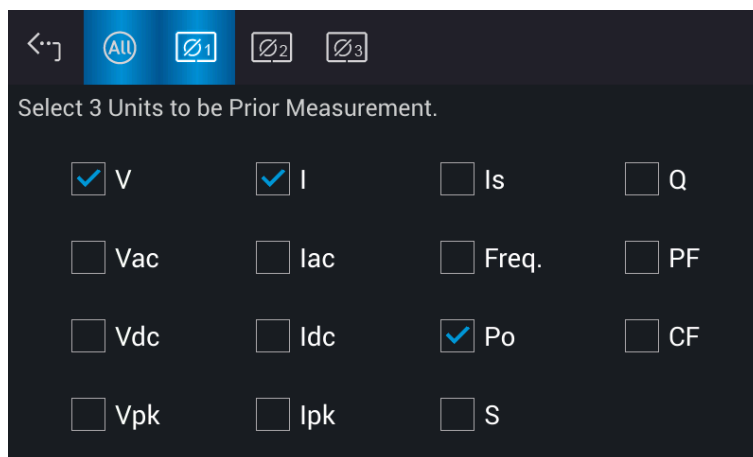 All Ø1 Ø2 Ø3
Select 3 Units to be Prior Measurement.
V I Is Q
Vac Iac Freq. PF
Vdc Idc Po CF
Vpk Ipk S